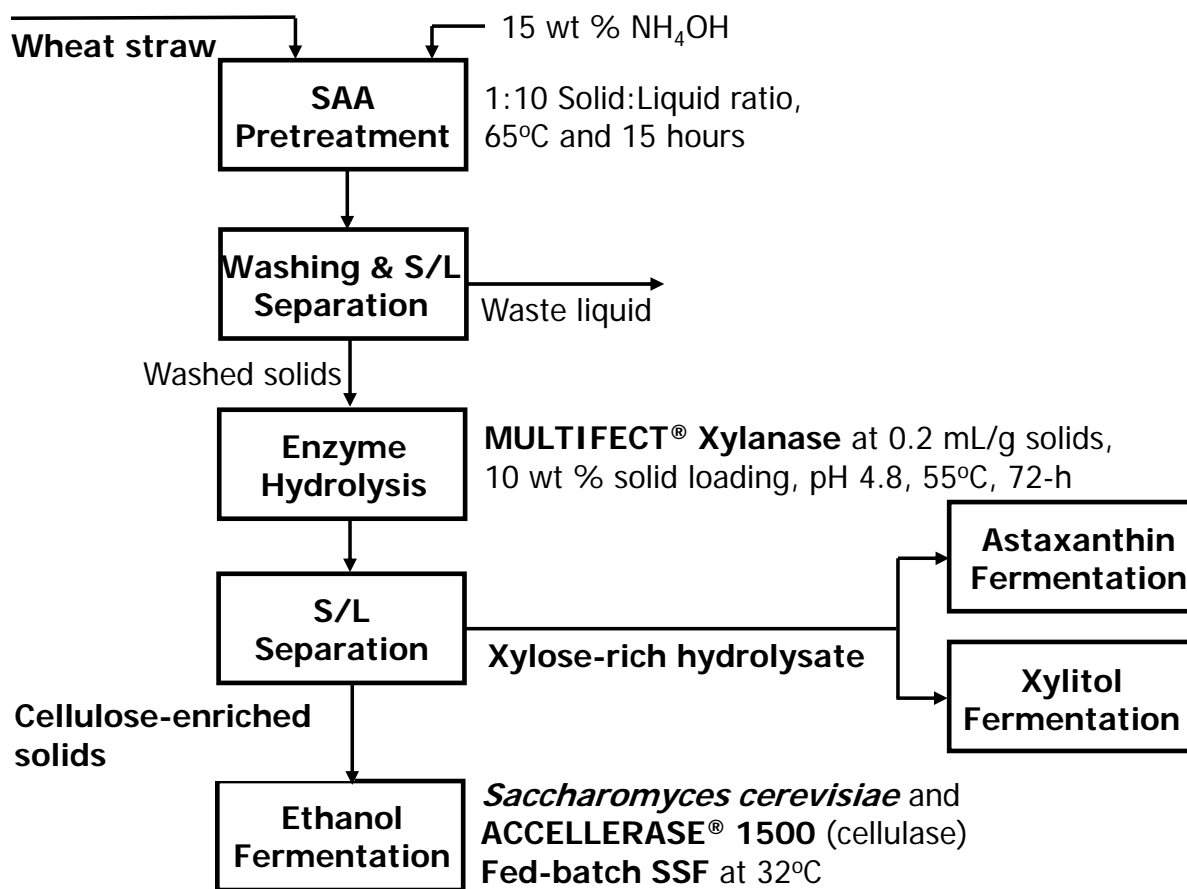 Wheat straw
15 wt % NH₄OH
SAA
Pretreatment
1:10 Solid:Liquid ratio,
65ºC and 15 hours
Washing & S/L
Separation
Waste liquid
Washed solids
Enzyme
Hydrolysis
MULTIFECT® Xylanase at 0.2 mL/g solids,
10 wt % solid loading, pH 4.8, 55ºC, 72-h
Astaxanthin
Fermentation
S/L
Separation
Xylose-rich hydrolysate
Xylitol
Fermentation
Cellulose-enriched
solids
Ethanol
Fermentation
Saccharomyces cerevisiae and
ACCELLERASE® 1500 (cellulase)
Fed-batch SSF at 32ºC